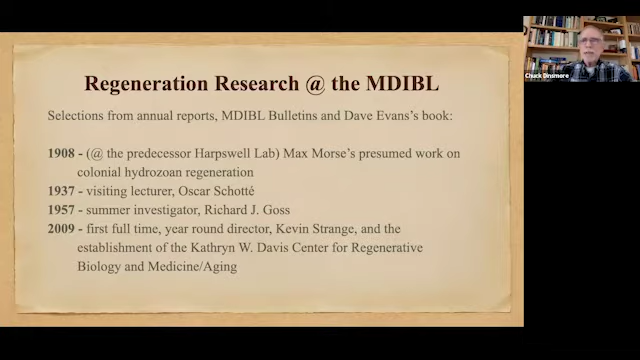 Regeneration Research @ the MDIBL
Selections from annual reports, MDIBL Bulletins and Dave Evans's book:
1908 - (@ the predecessor Harpswell Lab) Max Morse's presumed work on
colonial hydrozoan regeneration
1937 - visiting lecturer, Oscar Schotté
1957 - summer investigator, Richard J. Goss
2009 - first full time, year round director, Kevin Strange, and the
establishment of the Kathryn W. Davis Center for Regenerative
Biology and Medicine/Aging
Chuck Dinsmore